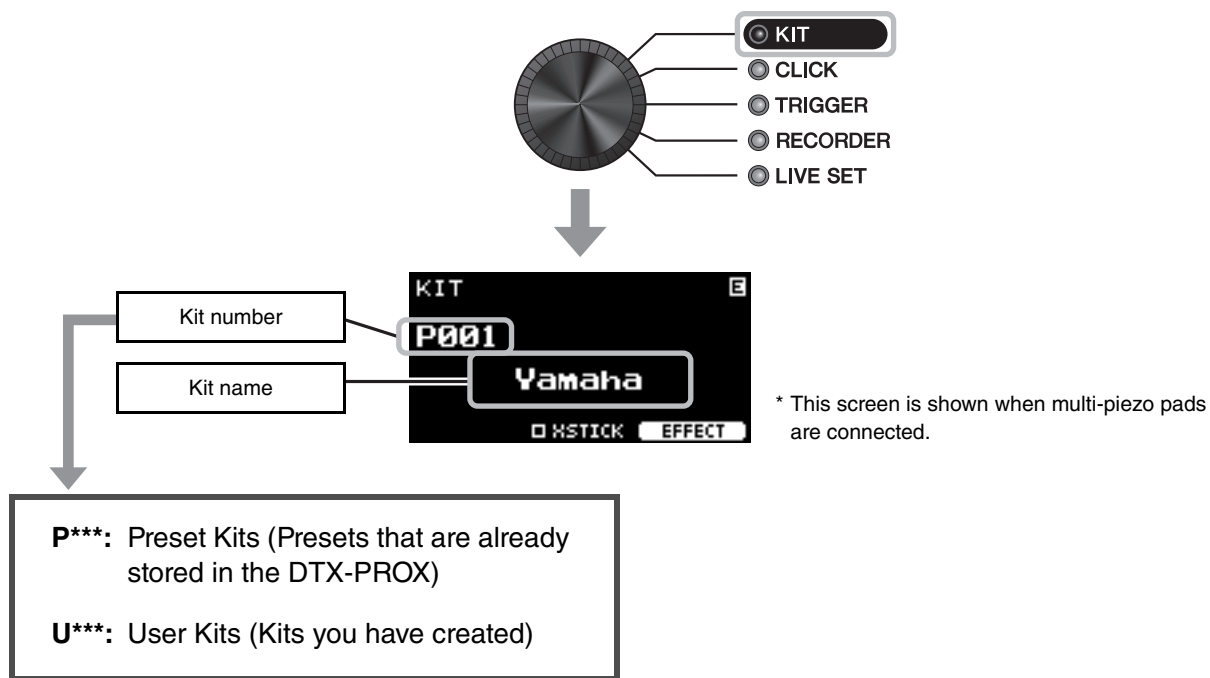 KIT
CLICK
TRIGGER
RECORDER
LIVE SET
KIT E
Kit number
P001
Kit name
Yamaha
XSTICK EFFECT
* This screen is shown when multi-piezo pads
are connected.
P***: Preset Kits (Presets that are already
stored in the DTX-PROX)
U***: User Kits (Kits you have created)